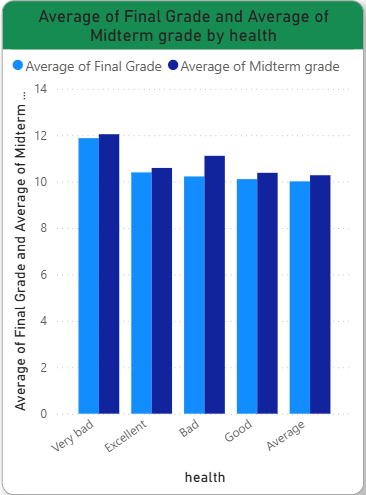 Average of Final Grade and Average of
Midterm grade by health
Average of Final Grade Average of Midterm grade
Average of Final Grade and Average of Midterm ...
14
12
10
8
6
4
2
0
Very bad
Excellent
Bad
Good
Average
health